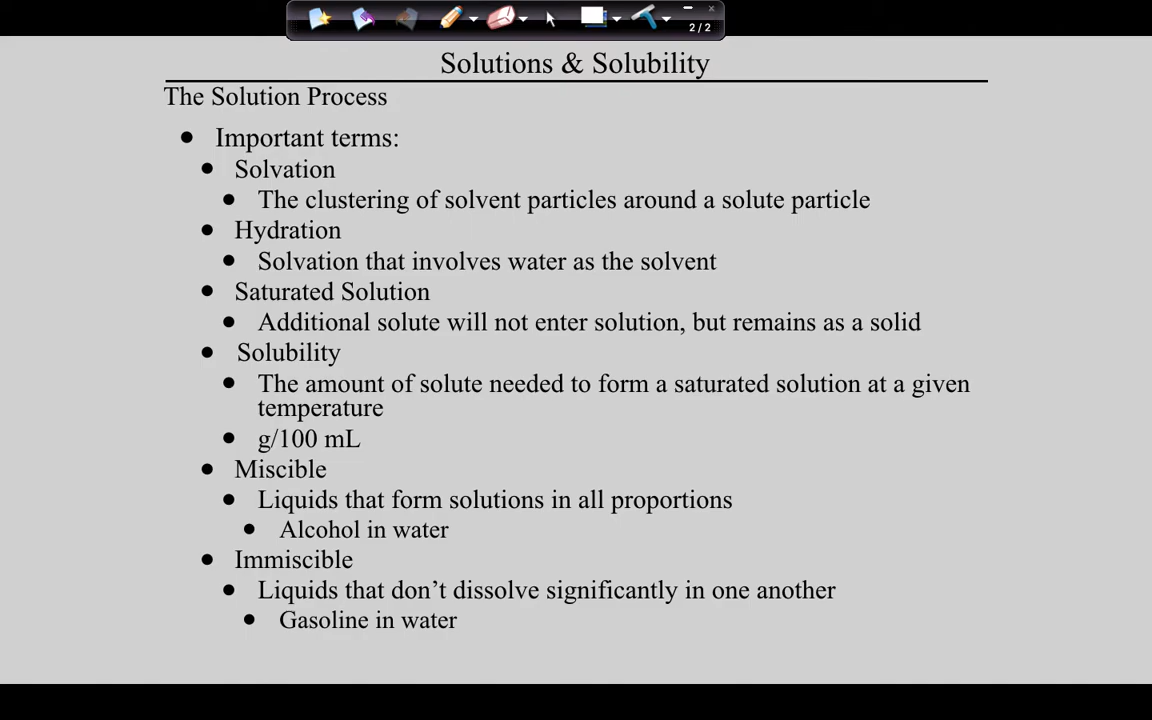 2 / 2
Solutions & Solubility
The Solution Process
• Important terms:
• Solvation
• The clustering of solvent particles around a solute particle
• Hydration
• Solvation that involves water as the solvent
• Saturated Solution
• Additional solute will not enter solution, but remains as a solid
• Solubility
• The amount of solute needed to form a saturated solution at a given
temperature
• g/100 mL
• Miscible
• Liquids that form solutions in all proportions
• Alcohol in water
• Immiscible
• Liquids that don’t dissolve significantly in one another
• Gasoline in water